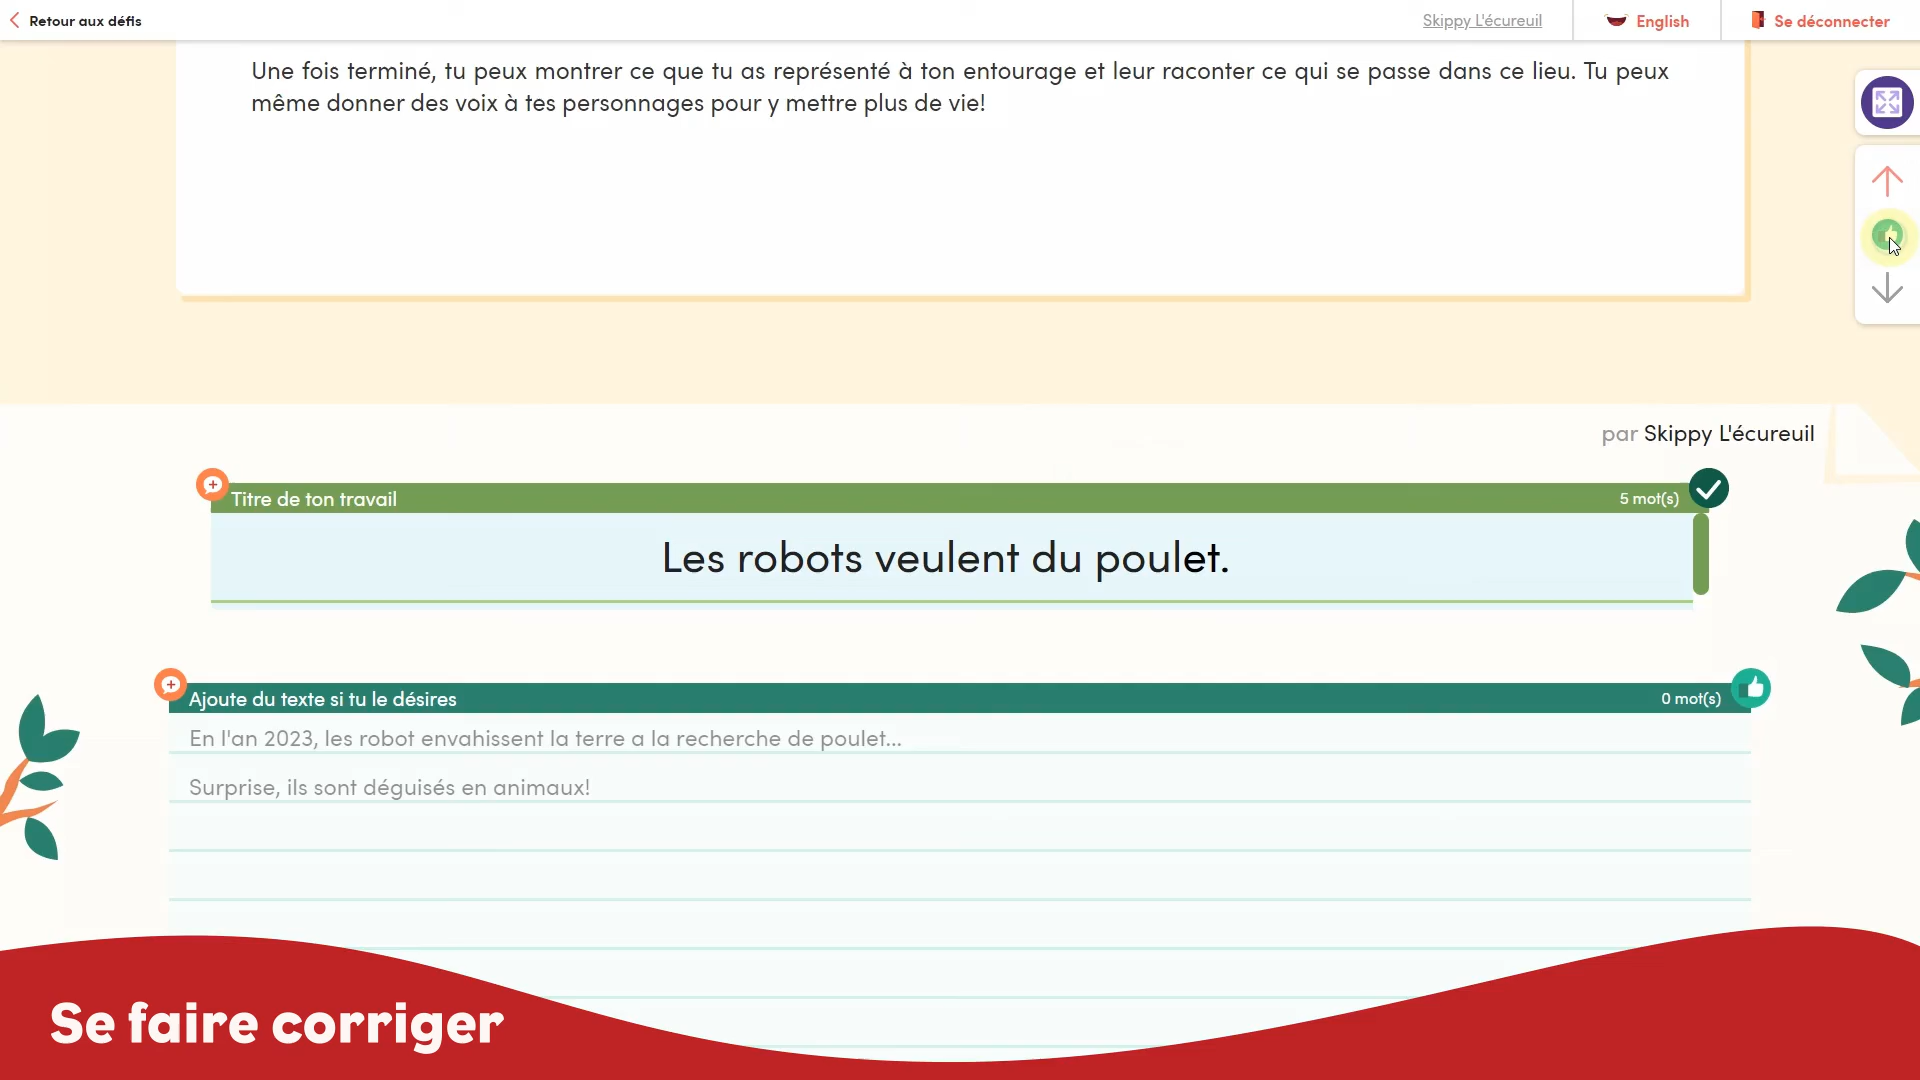 Retour aux défis
Skippy L'écureuil
English
Se déconnecter
Une fois terminé, tu peux montrer ce que tu as représenté à ton entourage et leur raconter ce qui se passe dans ce lieu. Tu peux
même donner des voix à tes personnages pour y mettre plus de vie!
par Skippy L'écureuil
Titre de ton travail
5 mot(s)
Les robots veulent du poulet.
Ajoute du texte si tu le désires
0 mot(s)
En l'an 2023, les robot envahissent la terre a la recherche de poulet...
Surprise, ils sont déguisés en animaux!
Se faire corriger